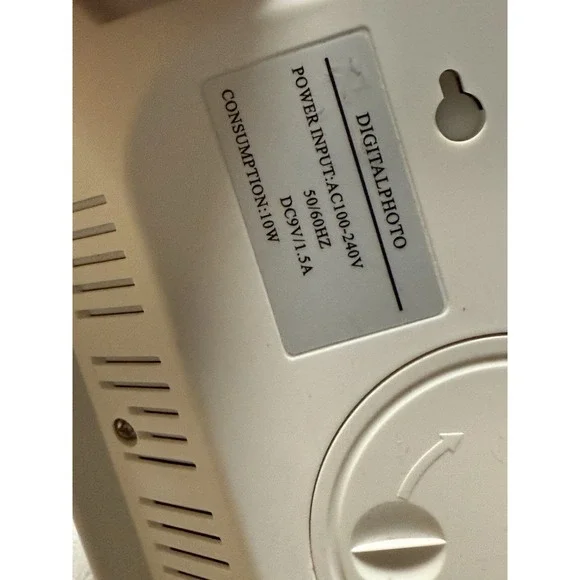 DIGITALPHOTO
POWER INPUT:AC100-240V
50/60HZ
DC9V/1.5A
CONSUMPTION:10W